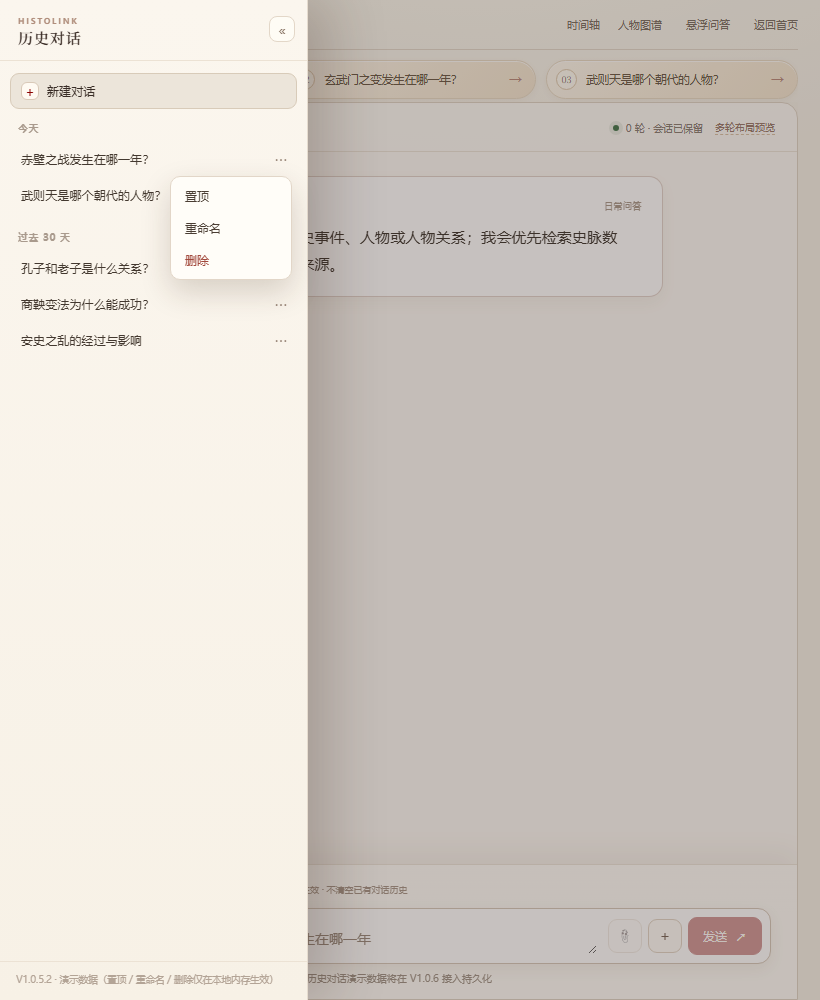 HISTOLINK
历史对话
«
时间轴 人物图谱 悬浮问答 返回首页
+ 新建对话
玄武门之变发生在哪一年? →
03 武则天是哪个朝代的人物? →
今天
0 轮 · 会话已保留 多轮布局预览
赤壁之战发生在哪一年? ···
武则天是哪个朝代的人物?
置顶
重命名
删除
日常问答
史事件、人物或人物关系；我会优先检索史脉数
来源。
过去 30 天
孔子和老子是什么关系?
商鞅变法为什么能成功? ···
安史之乱的经过与影响 ···
效 · 不清空已有对话历史
生在哪一年
+
发送 ↗
V1.0.5.2 · 演示数据（置顶 / 重命名 / 删除仅在本地内存生效）
历史对话演示数据将在 V1.0.6 接入持久化